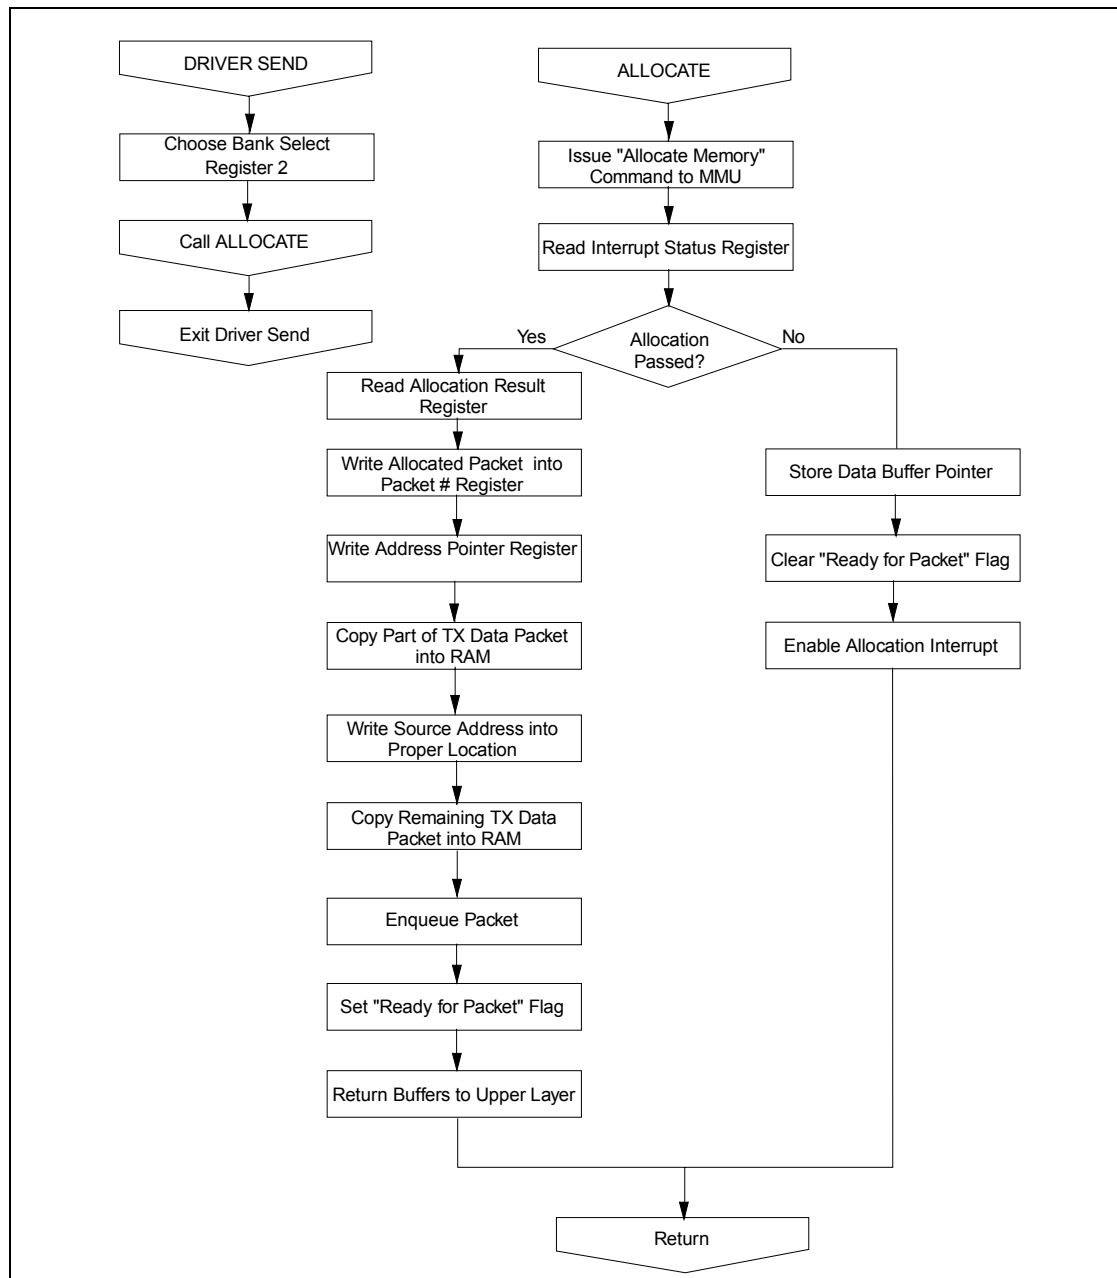 DRIVER SEND
Choose Bank Select
Register 2
Call ALLOCATE
Exit Driver Send
ALLOCATE
Issue "Allocate Memory"
Command to MMU
Read Interrupt Status Register
Allocation
Passed?
Yes
No
Read Allocation Result
Register
Write Allocated Packet into
Packet # Register
Write Address Pointer Register
Copy Part of TX Data Packet
into RAM
Write Source Address into
Proper Location
Copy Remaining TX Data
Packet into RAM
Enqueue Packet
Set "Ready for Packet" Flag
Return Buffers to Upper Layer
Store Data Buffer Pointer
Clear "Ready for Packet" Flag
Enable Allocation Interrupt
Return